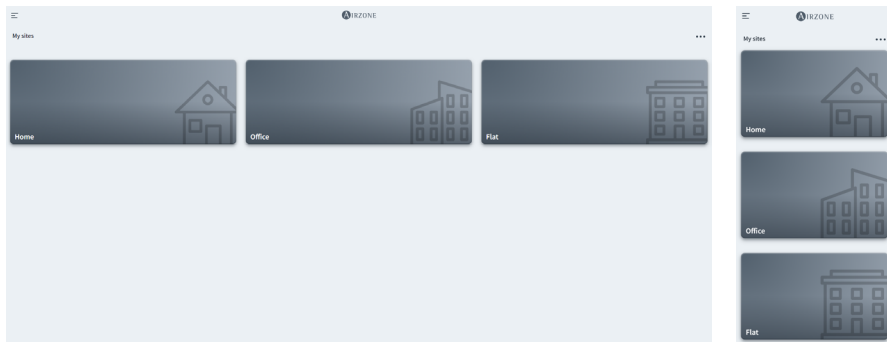 AIRZONE
My sites
Home
Office
Flat
AIRZONE
My sites
Home
Office
Flat